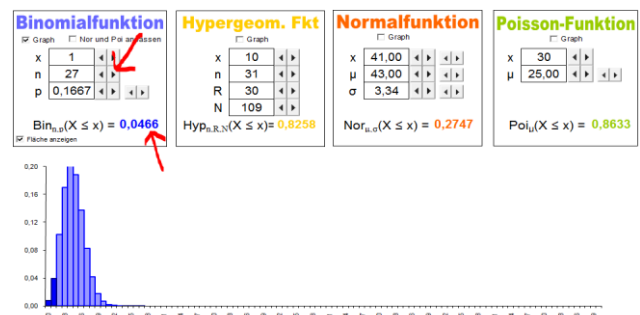 Binomialfunktion
Graph Nor und Poi anpassen
x 1
n 27
p 0,1667
Binn,p(X ≤ x) = 0,0466
Fläche anzeigen
Hypergeom. Fkt
Graph
x 10
n 31
R 30
N 109
Hypn,R,N(X ≤ x)= 0,8258
Normalfunktion
Graph
x 41,00
μ 43,00
σ 3,34
Norμ,σ(X ≤ x) = 0,2747
Poisson-Funktion
Graph
x 30
μ 25,00
Poiμ(X ≤ x) = 0,8633
0,20
0,16
0,12
0,08
0,04
0,00